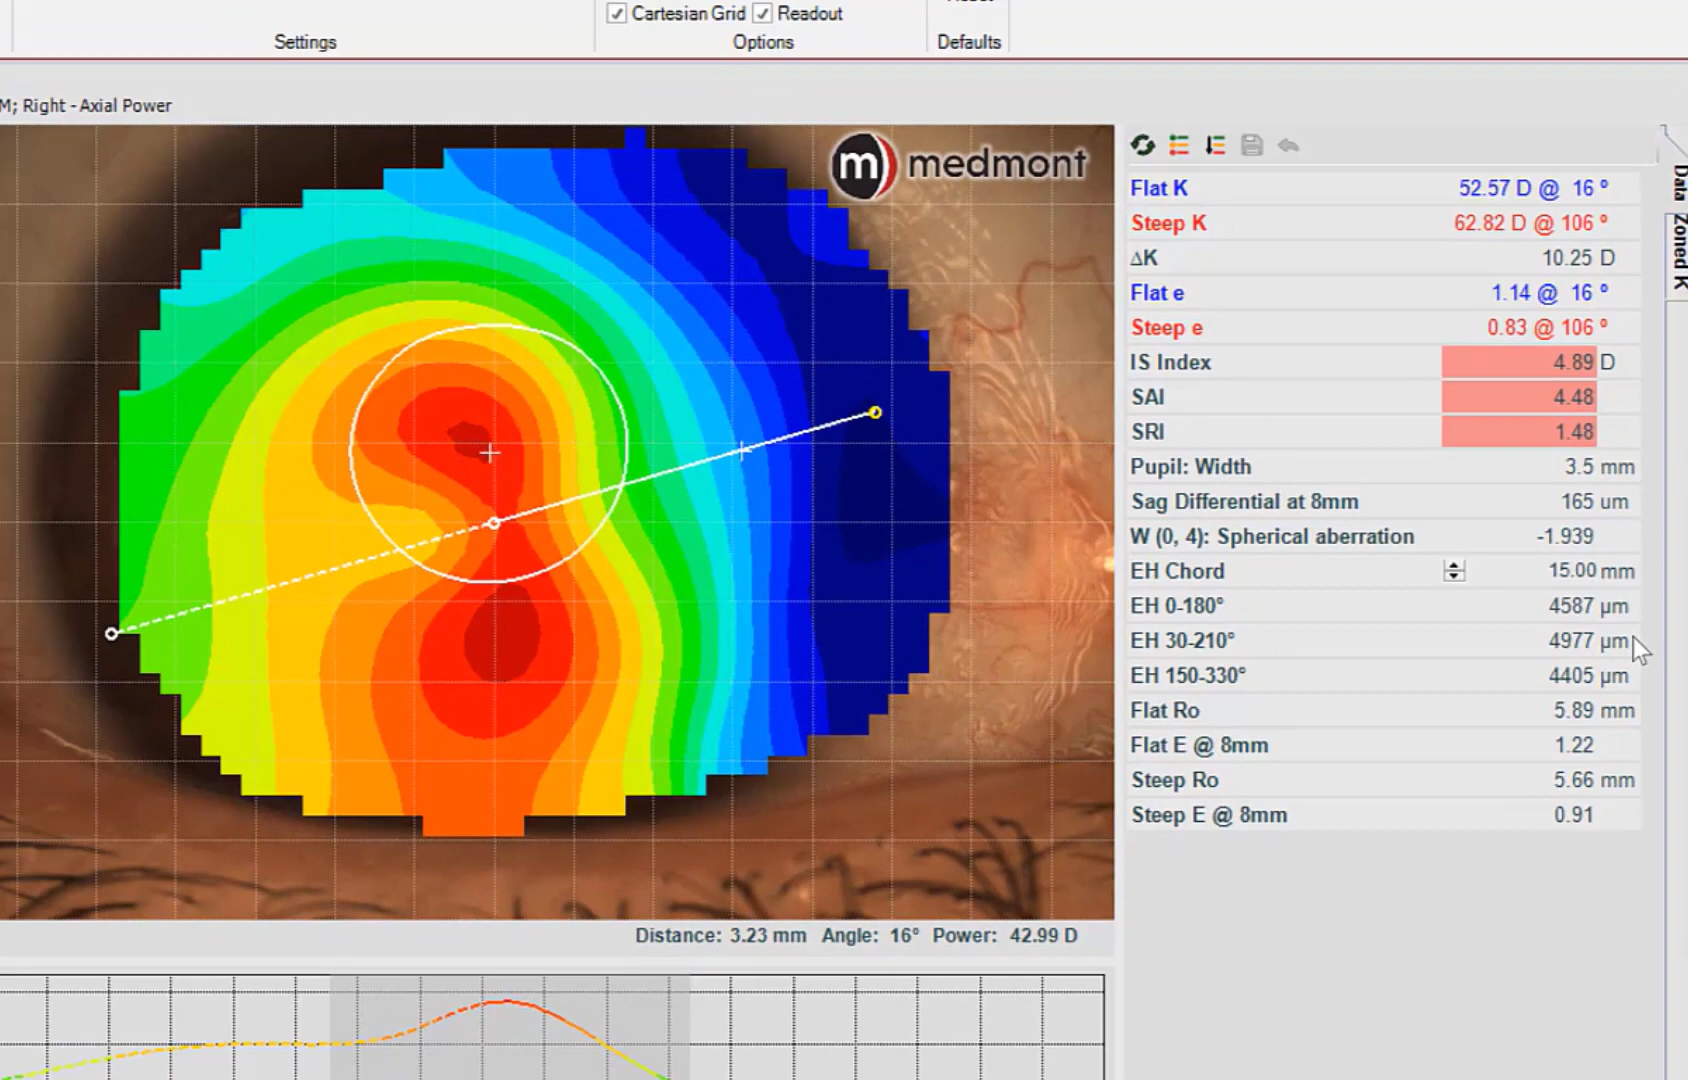 Cartesian Grid Readout
Settings
Options
Defaults
M; Right - Axial Power
m medmont
Flat K 52.57 D @ 16 °
Steep K 62.82 D @ 106 °
ΔK 10.25 D
Flat e 1.14 @ 16 °
Steep e 0.83 @ 106 °
IS Index 4.89 D
SAI 4.48
SRI 1.48
Pupil: Width 3.5 mm
Sag Differential at 8mm 165 um
W (0, 4): Spherical aberration -1.939
EH Chord 15.00 mm
EH 0-180° 4587 µm
EH 30-210° 4977 µm
EH 150-330° 4405 µm
Flat Ro 5.89 mm
Flat E @ 8mm 1.22
Steep Ro 5.66 mm
Steep E @ 8mm 0.91
Data
Zoned K
Distance: 3.23 mm Angle: 16° Power: 42.99 D